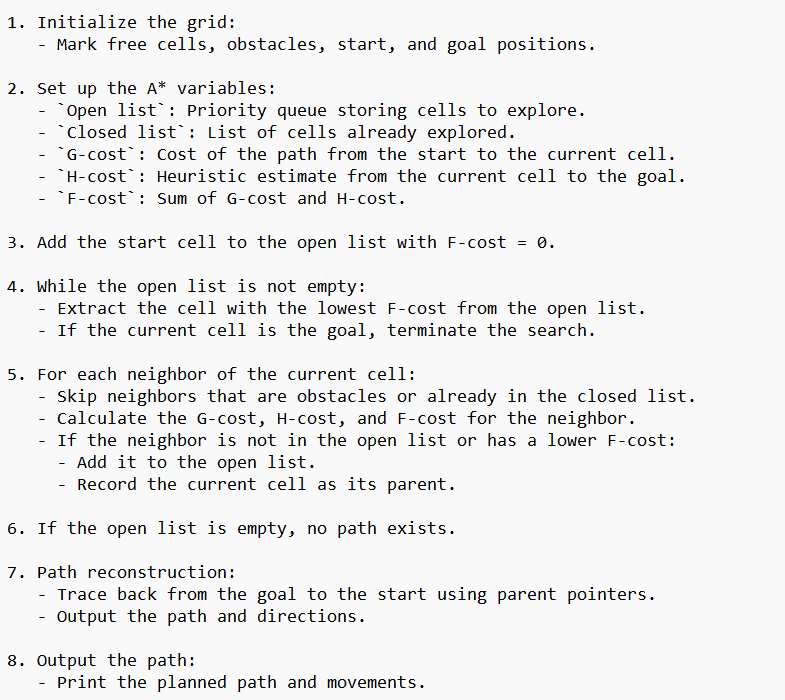 1. Initialize the grid:
   - Mark free cells, obstacles, start, and goal positions.

2. Set up the A* variables:
   - `Open list`: Priority queue storing cells to explore.
   - `Closed list`: List of cells already explored.
   - `G-cost`: Cost of the path from the start to the current cell.
   - `H-cost`: Heuristic estimate from the current cell to the goal.
   - `F-cost`: Sum of G-cost and H-cost.

3. Add the start cell to the open list with F-cost = 0.

4. While the open list is not empty:
   - Extract the cell with the lowest F-cost from the open list.
   - If the current cell is the goal, terminate the search.

5. For each neighbor of the current cell:
   - Skip neighbors that are obstacles or already in the closed list.
   - Calculate the G-cost, H-cost, and F-cost for the neighbor.
   - If the neighbor is not in the open list or has a lower F-cost:
     - Add it to the open list.
     - Record the current cell as its parent.

6. If the open list is empty, no path exists.

7. Path reconstruction:
   - Trace back from the goal to the start using parent pointers.
   - Output the path and directions.

8. Output the path:
   - Print the planned path and movements.